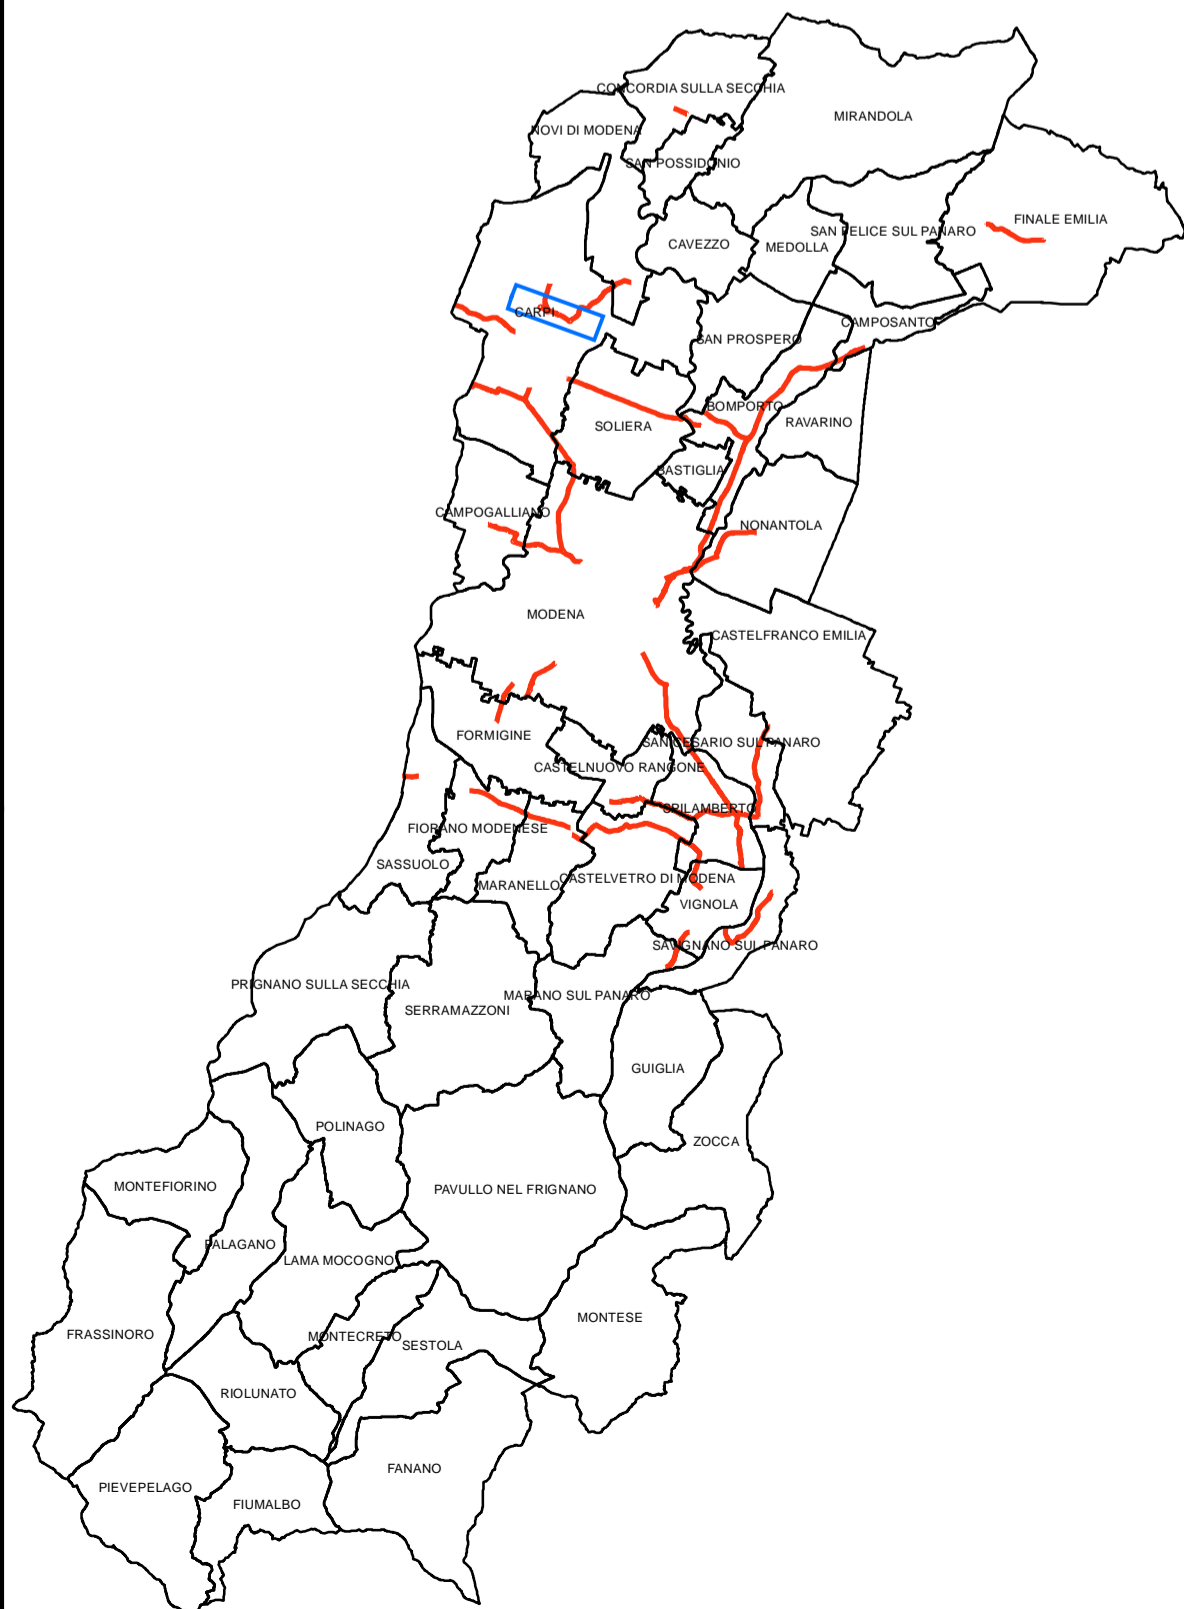 CONCORDIA SULLA SECCHIA
MIRANDOLA
NOVI DI MODENA
SAN POSSIDONIO
FINALE EMILIA
SAN FELICE SUL PANARO
CAVEZZO
MEDOLLA
CARPI
CAMPOSANTO
SAN PROSPERO
BOMPORTO
RAVARINO
SOLIERA
BASTIGLIA
CAMPOGALLIANO
NONANTOLA
MODENA
CASTELFRANCO EMILIA
FORMIGINE
SAN CESARIO SUL PANARO
CASTELNUOVO RANGONE
SPILAMBERTO
FIORANO MODENESE
SASSUOLO
CASTELVETRO DI MODENA
MARANELLO
VIGNOLA
SAVIGNANO SUL PANARO
PRIGNANO SULLA SECCHIA
MARANO SUL PANARO
SERRAMAZZONI
GUIGLIA
POLINAGO
ZOCCA
MONTEFIORINO
PAVULLO NEL FRIGNANO
PALAGANO
LAMA MOCOGNO
MONTESE
FRASSINORO
MONTECRETO
SESTOLA
RIOLUNATO
FANANO
PIEVEPELAGO
FIUMALBO